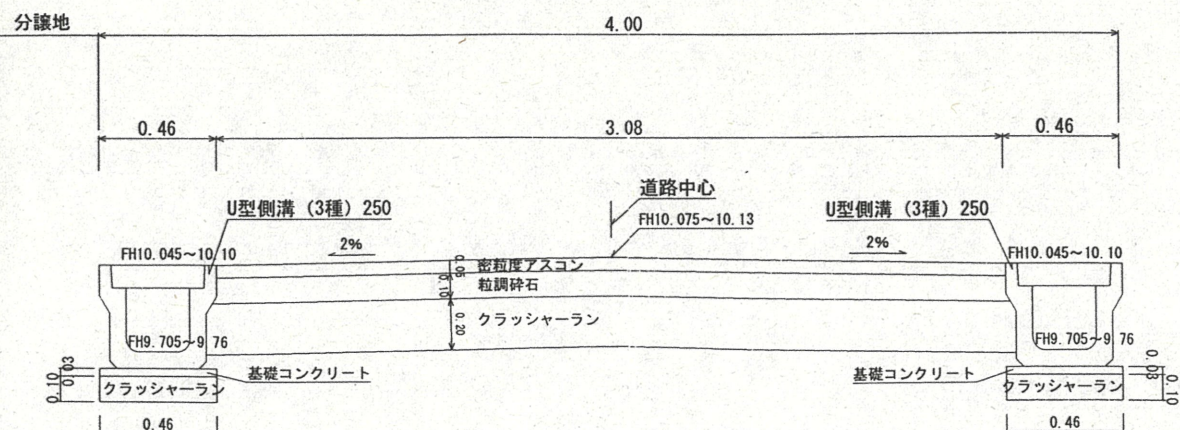 分譲地
4.00
0.46
3.08
0.46
道路中心
U型側溝（3種）250
FH10.075～10.13
U型側溝（3種）250
FH10.045～10.10
2%
2%
FH10.045～10.10
0.05
密粒度アスコン
0.10
粒調砕石
0.20
クラッシャーラン
FH9.705～9.76
FH9.705～9.76
0.03
基礎コンクリート
基礎コンクリート
0.03
0.10
クラッシャーラン
クラッシャーラン
0.10
0.46
0.46